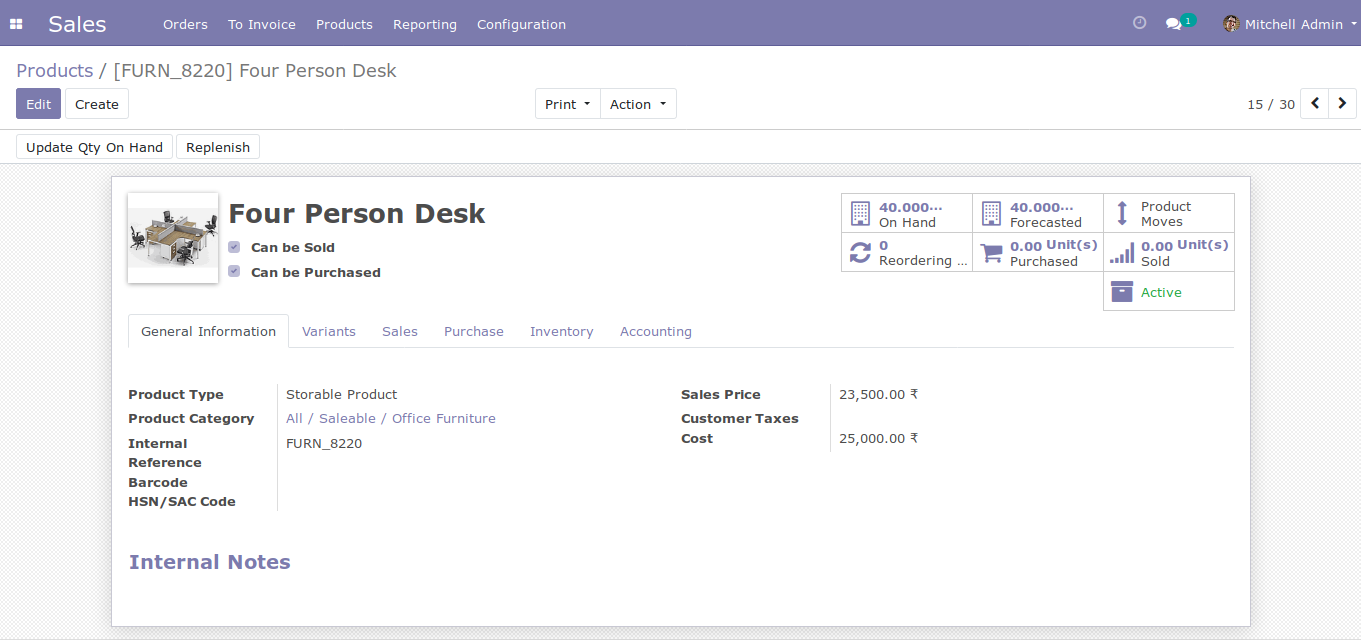 Sales Orders To Invoice Products Reporting Configuration 1 Mitchell Admin
Products / [FURN_8220] Four Person Desk
Edit Create Print Action 15 / 30
Update Qty On Hand Replenish
Four Person Desk
Can be Sold
Can be Purchased
40.000...
On Hand
40.000...
Forecasted
Product
Moves
0
Reordering ...
0.00 Unit(s)
Purchased
0.00 Unit(s)
Sold
Active
General Information Variants Sales Purchase Inventory Accounting
Product Type Storable Product
Product Category All / Saleable / Office Furniture
Internal Reference FURN_8220
Barcode
HSN/SAC Code
Sales Price 23,500.00 ₹
Customer Taxes
Cost 25,000.00 ₹
Internal Notes